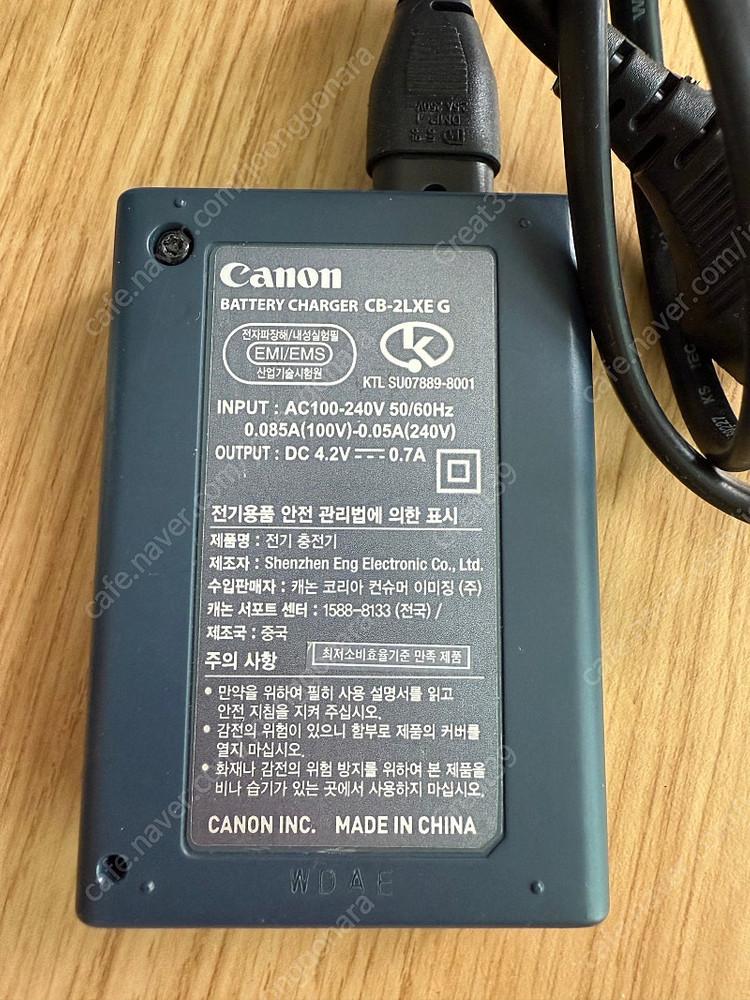 Canon
BATTERY CHARGER CB-2LXE G
전자파장해/내성실험필
EMI/EMS
산업기술시험원
KTL SU07889-8001
INPUT : AC100-240V 50/60Hz
0.085A(100V)-0.05A(240V)
OUTPUT : DC 4.2V 0.7A
전기용품 안전 관리법에 의한 표시
제품명 : 전기 충전기
제조자 : Shenzhen Eng Electronic Co., Ltd.
수입판매자 : 캐논 코리아 컨슈머 이미징 (주)
캐논 서포트 센터 : 1588-8133 (전국) /
제조국 : 중국
주의 사항
최저소비효율기준 만족 제품
• 만약을 위하여 필히 사용 설명서를 읽고
안전 지침을 지켜 주십시오.
• 감전의 위험이 있으니 함부로 제품의 커버를
열지 마십시오.
• 화재나 감전의 위험 방지를 위하여 본 제품을
비나 습기가 있는 곳에서 사용하지 마십시오.
CANON INC. MADE IN CHINA
WDAE
cafe.naver.com/joonggonara
Great39